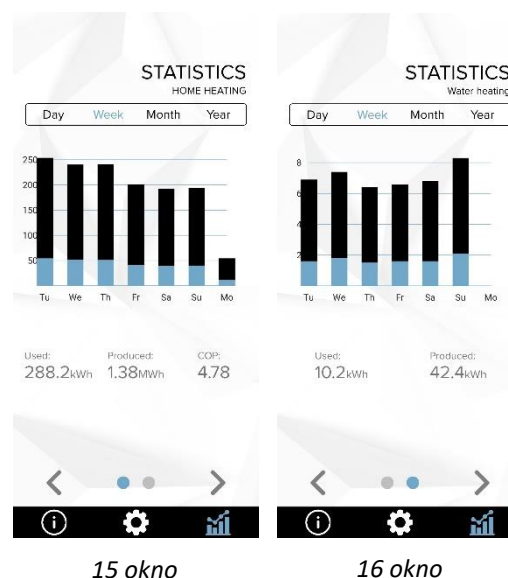 STATISTICS
HOME HEATING
Day Week Month Year
250
200
150
100
50
Tu We Th Fr Sa Su Mo
Used: Produced: COP:
288.2kWh 1.38MWh 4.78
15 okno
STATISTICS
Water heating
Day Week Month Year
8
6
4
2
Tu We Th Fr Sa Su Mo
Used: Produced:
10.2kWh 42.4kWh
16 okno